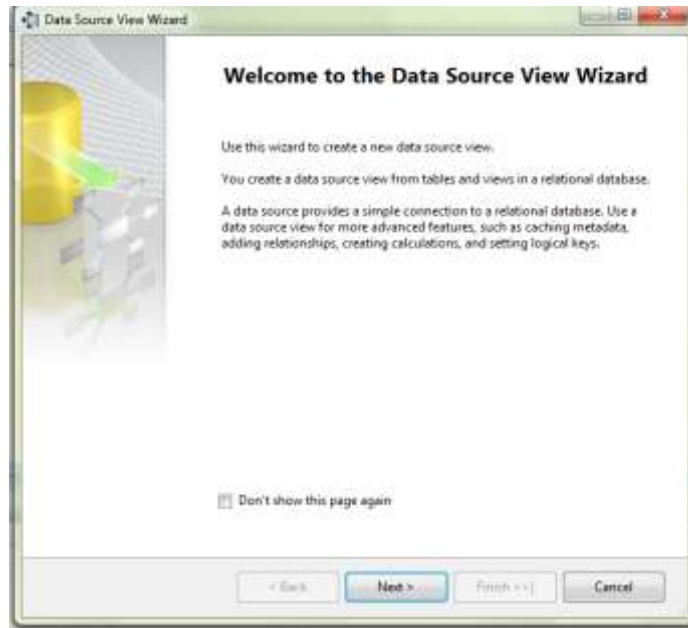 Data Source View Wizard
Welcome to the Data Source View Wizard
Use this wizard to create a new data source view.
You create a data source view from tables and views in a relational database.
A data source provides a simple connection to a relational database. Use a
data source view for more advanced features, such as caching metadata,
adding relationships, creating calculations, and setting logical keys.
Don't show this page again
< Back Next > Finish >>| Cancel